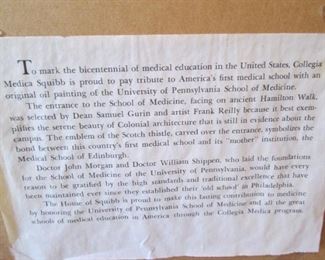 To mark the bicentennial of medical education in the United States, Collegia
Medica Squibb is proud to pay tribute to America's first medical school with an
original oil painting of the University of Pennsylvania School of Medicine.
The entrance to the School of Medicine, facing on ancient Hamilton Walk,
was selected by Dean Samuel Gurin and artist Frank Reilly because it best exem-
plifies the serene beauty of Colonial architecture that is still in evidence about the
campus. The emblem of the Scotch thistle, carved over the entrance, symbolizes the
bond between this country's first medical school and its "mother" institution, the
Medical School of Edinburgh.
Doctor John Morgan and Doctor William Shippen, who laid the foundations
for the School of Medicine of the University of Pennsylvania, would have every
reason to be gratified by the high standards and traditional excellence that have
been maintained ever since they established their 'old school' in Philadelphia.
The House of Squibb is proud to make this lasting contribution to medicine
by honoring the University of Pennsylvania School of Medicine and all the great
schools of medical education in America through the Collegia Medica program.